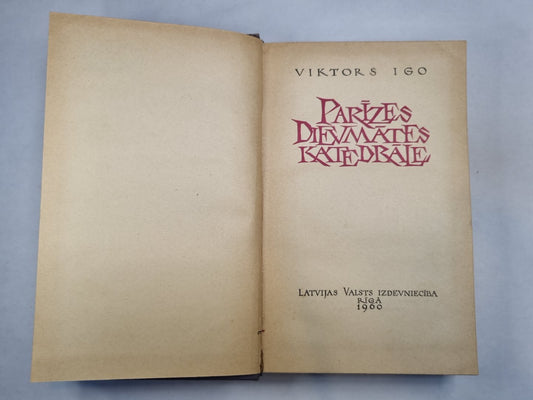 VIKTORS IGO
PARĪZES
DIEVMĀTES
KATEDRĀLE
LATVIJAS VALSTS IZDEVNIECĪBA
RĪGĀ
1960